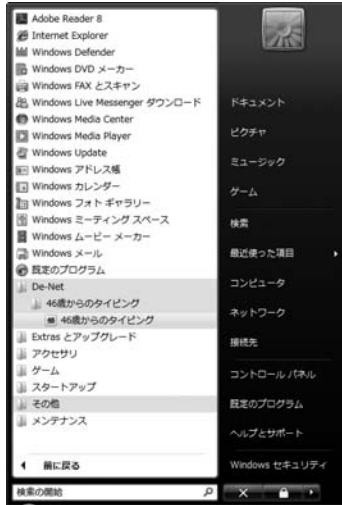 Adobe Reader 8
Internet Explorer
Windows Defender
Windows DVD メーカー
Windows FAX とスキャン
Windows Live Messenger ダウンロード
Windows Media Center
Windows Media Player
Windows Update
Windows アドレス帳
Windows カレンダー
Windows フォト ギャラリー
Windows ミーティング スペース
Windows ムービー メーカー
Windows メール
既定のプログラム
De-Net
46歳からのタイピング
46歳からのタイピング
Extras とアップグレード
アクセサリ
ゲーム
スタートアップ
その他
メンテナンス
前に戻る
検索の開始
ドキュメント
ピクチャ
ミュージック
ゲーム
検索
最近使った項目
コンピュータ
ネットワーク
接続先
コントロール パネル
既定のプログラム
ヘルプとサポート
Windows セキュリティ